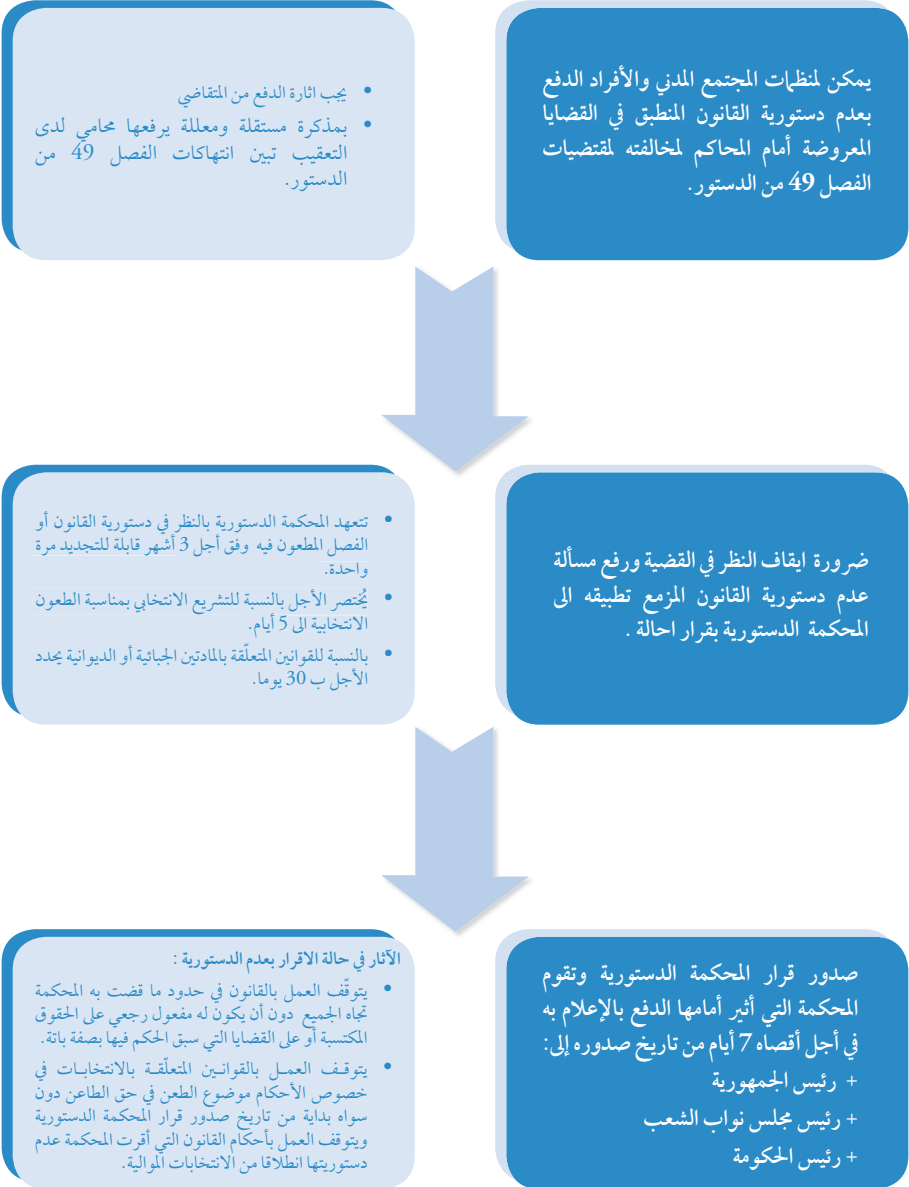 يمكن لمنظمات المجتمع المدني والأفراد الدفع
بعدم دستورية القانون المنطبق في القضايا
المعروضة أمام المحاكم لمخالفته لمقتضيات
الفصل 49 من الدستور.
• يجب اثارة الدفع من المتقاضي
• بمذكرة مستقلة ومعللة يرفعها محامي لدى
التعقيب تبين انتهاكات الفصل 49 من
الدستور.
ضرورة ايقاف النظر في القضية ورفع مسألة
عدم دستورية القانون المزمع تطبيقه الى
المحكمة الدستورية بقرار احالة .
• تتعهد المحكمة الدستورية بالنظر في دستورية القانون أو
الفصل المطعون فيه وفق أجل 3 أشهر قابلة للتجديد مرة
واحدة.
• يُختصر الأجل بالنسبة للتشريع الانتخابي بمناسبة الطعون
الانتخابية الى 5 أيام.
• بالنسبة للقوانين المتعلّقة بالمادتين الجبائية أو الديوانية يحدد
الأجل ب 30 يوما.
صدور قرار المحكمة الدستورية وتقوم
المحكمة التي أثير أمامها الدفع بالإعلام به
في أجل أقصاه 7 أيام من تاريخ صدوره إلى:
+ رئيس الجمهورية
+ رئيس مجلس نواب الشعب
+ رئيس الحكومة
الآثار في حالة الاقرار بعدم الدستورية :
• يتوقّف العمل بالقانون في حدود ما قضت به المحكمة
تجاه الجميع دون أن يكون له مفعول رجعي على الحقوق
المكتسبة أو على القضايا التي سبق الحكم فيها بصفة باتة.
• يتوقف العمل بالقوانين المتعلّقة بالانتخابات في
خصوص الأحكام موضوع الطعن في حق الطاعن دون
سواه بداية من تاريخ صدور قرار المحكمة الدستورية
ويتوقف العمل بأحكام القانون التي أقرت المحكمة عدم
دستوريتها انطلاقا من الانتخابات الموالية.